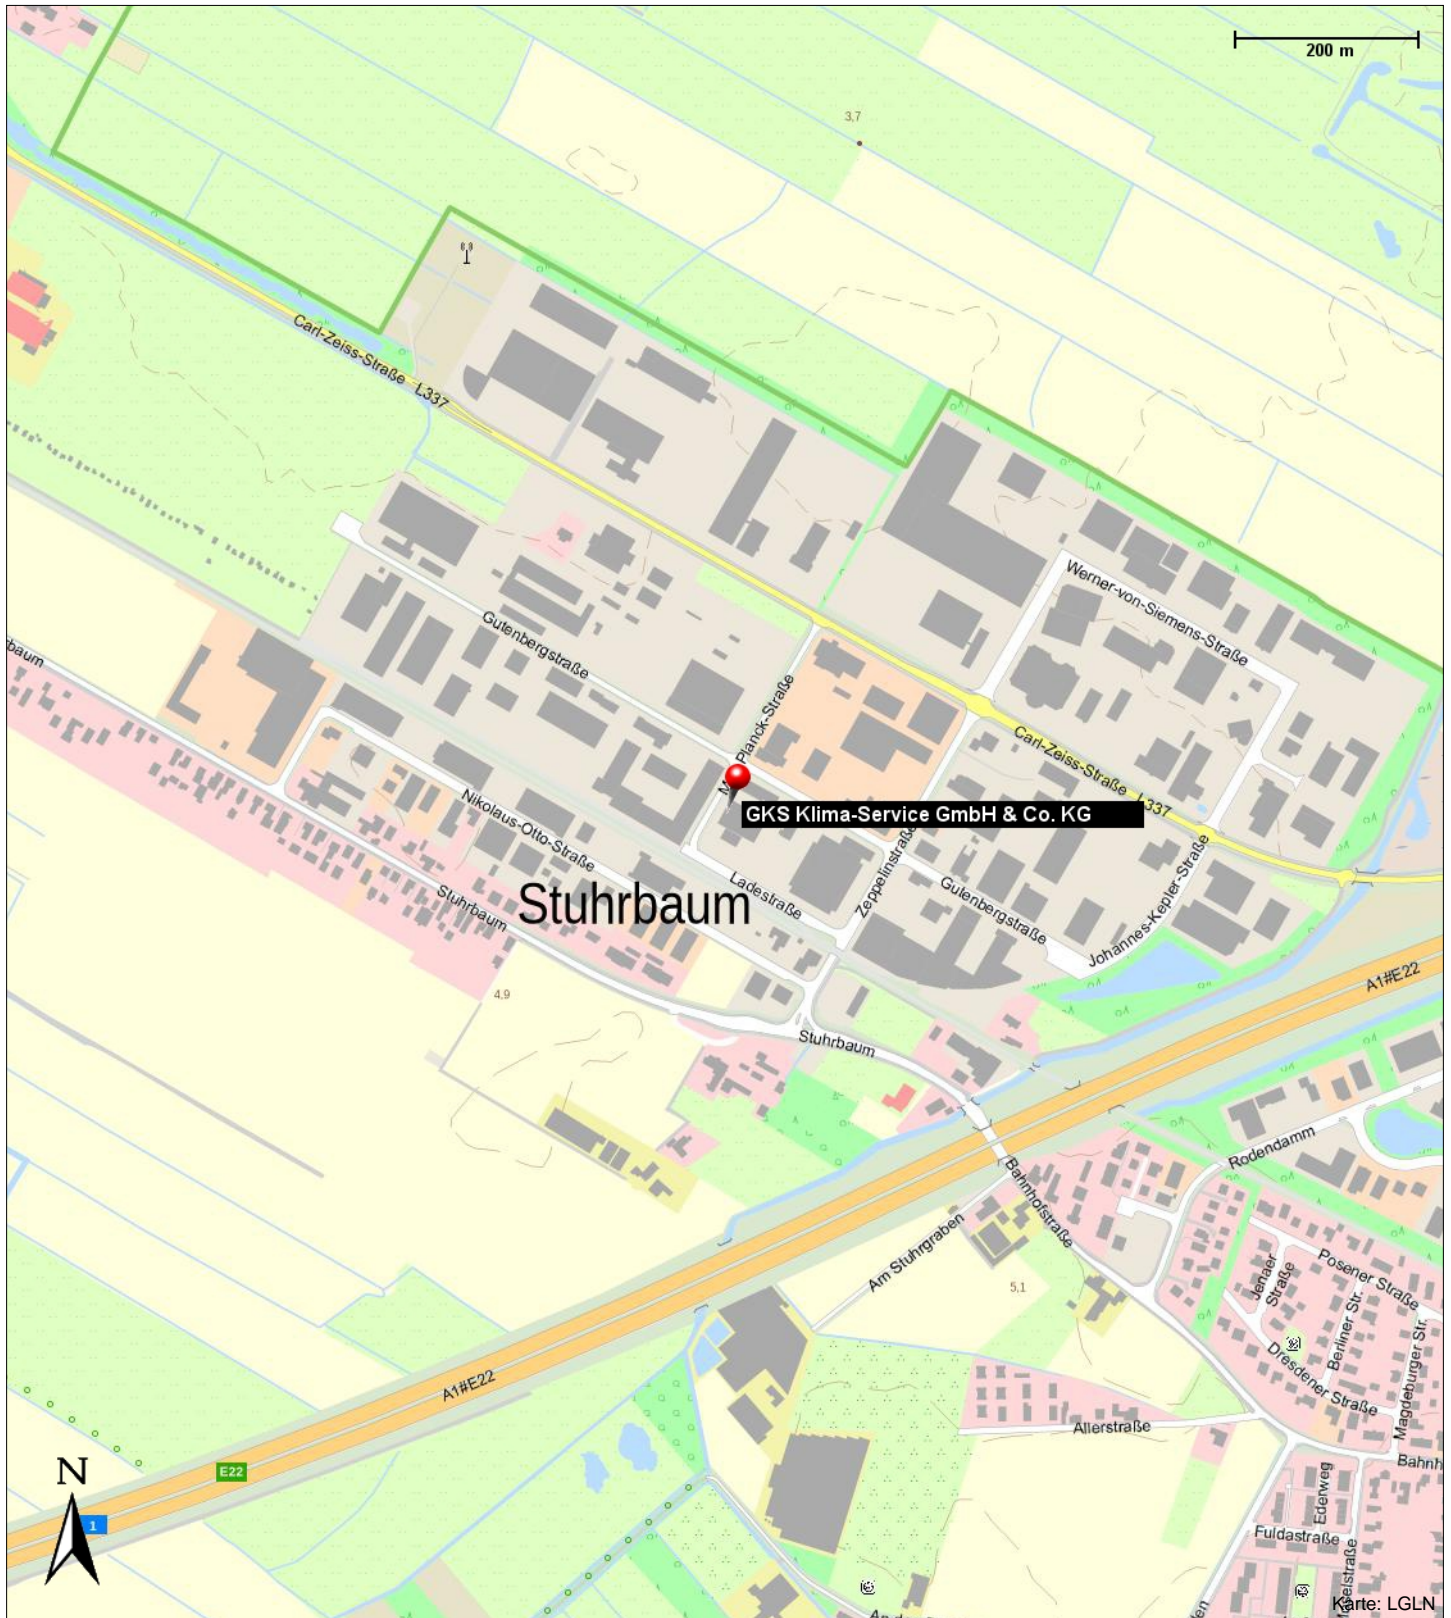 200 m
3,7
Carl-Zeiss-Straße L337
Werner-von-Siemens-Straße
Gutenbergstraße
Planck-Straße
Carl-Zeiss-Straße L337
GKS Klima-Service GmbH & Co. KG
Nikolaus-Otto-Straße
Stuhrbaum
Stuhrbaum
Ladestraße
Zeppelinstraße
Gutenbergstraße
Johannes-Kepler-Straße
A1#E22
4,9
Stuhrbaum
Rodendamm
Bahnhofstraße
Am Stuhrgraben
5,1
Posener Straße
Jenaer
Straße
Berliner Str.
Dresdener Straße
Magdeburger Str.
A1#E22
Allerstraße
N
E22
1
Ederweg
Fuldastraße
Karte: LGLN